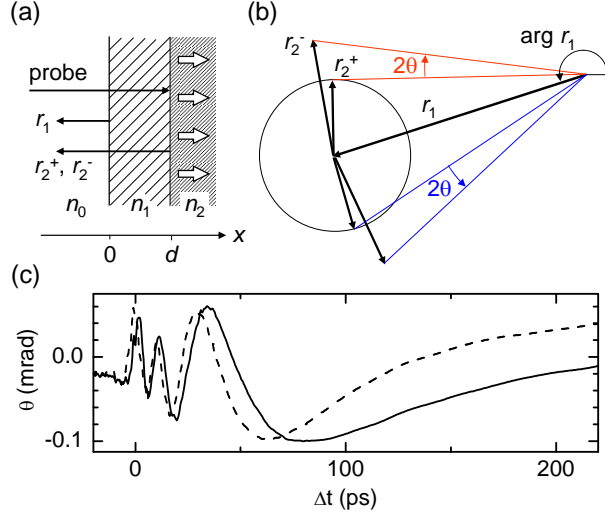 (a)
probe
r₁
r₂⁺, r₂⁻
n₀ n₁ n₂
x
0 d
(b)
r₂⁻
r₂⁺
2θ
arg r₁
r₁
2θ
(c)
θ (mrad)
0.0
-0.1
0 100 200
Δt (ps)